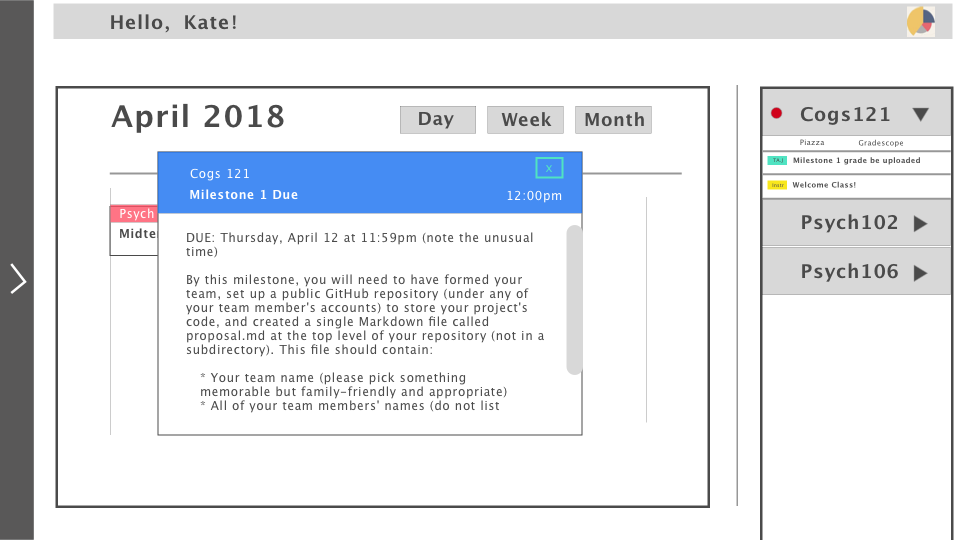 Hello, Kate!
April 2018
Day
Week
Month
Cogs 121
x
Milestone 1 Due
12:00pm
Psych
Midte
DUE: Thursday, April 12 at 11:59pm (note the unusual
time)
By this milestone, you will need to have formed your
team, set up a public GitHub repository (under any of
your team member's accounts) to store your project's
code, and created a single Markdown file called
proposal.md at the top level of your repository (not in a
subdirectory). This file should contain:
* Your team name (please pick something
memorable but family-friendly and appropriate)
* All of your team members' names (do not list
Cogs121
Piazza
Gradescope
Milestone 1 grade be uploaded
Welcome Class!
Psych102
Psych106